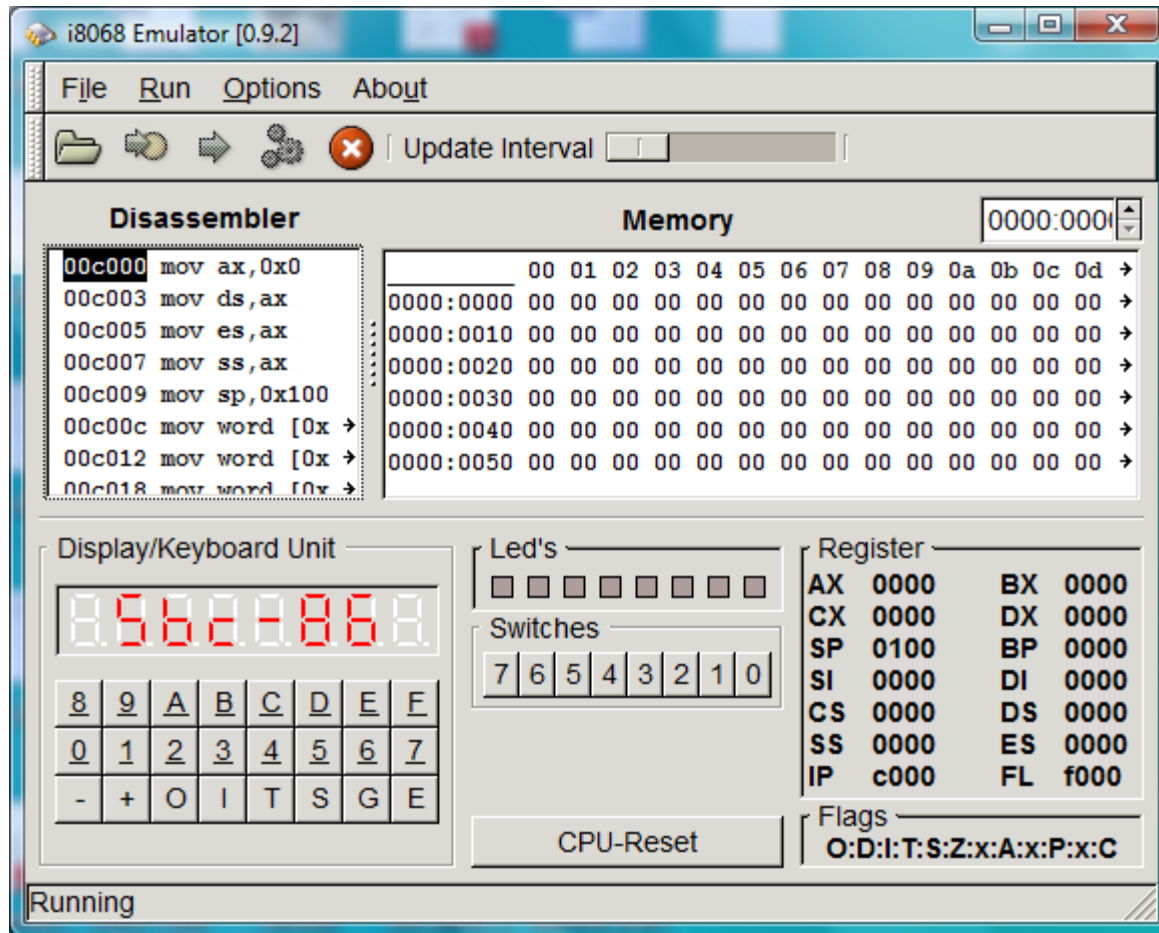 i8068 Emulator [0.9.2]
File Run Options About
Update Interval
Disassembler
00c000 mov ax,0x0
00c003 mov ds,ax
00c005 mov es,ax
00c007 mov ss,ax
00c009 mov sp,0x100
00c00c mov word [0x
00c012 mov word [0x
00c018 mov word [0x
Memory
0000:000
00 01 02 03 04 05 06 07 08 09 0a 0b 0c 0d
0000:0000 00 00 00 00 00 00 00 00 00 00 00 00 00 00
0000:0010 00 00 00 00 00 00 00 00 00 00 00 00 00 00
0000:0020 00 00 00 00 00 00 00 00 00 00 00 00 00 00
0000:0030 00 00 00 00 00 00 00 00 00 00 00 00 00 00
0000:0040 00 00 00 00 00 00 00 00 00 00 00 00 00 00
0000:0050 00 00 00 00 00 00 00 00 00 00 00 00 00 00
Display/Keyboard Unit
Sbc-86
8 9 A B C D E F
0 1 2 3 4 5 6 7
- + O I T S G E
Led's
Switches
7 6 5 4 3 2 1 0
CPU-Reset
Register
AX 0000 BX 0000
CX 0000 DX 0000
SP 0100 BP 0000
SI 0000 DI 0000
CS 0000 DS 0000
SS 0000 ES 0000
IP c000 FL f000
Flags
O:D:I:T:S:Z:x:A:x:P:x:C
Running